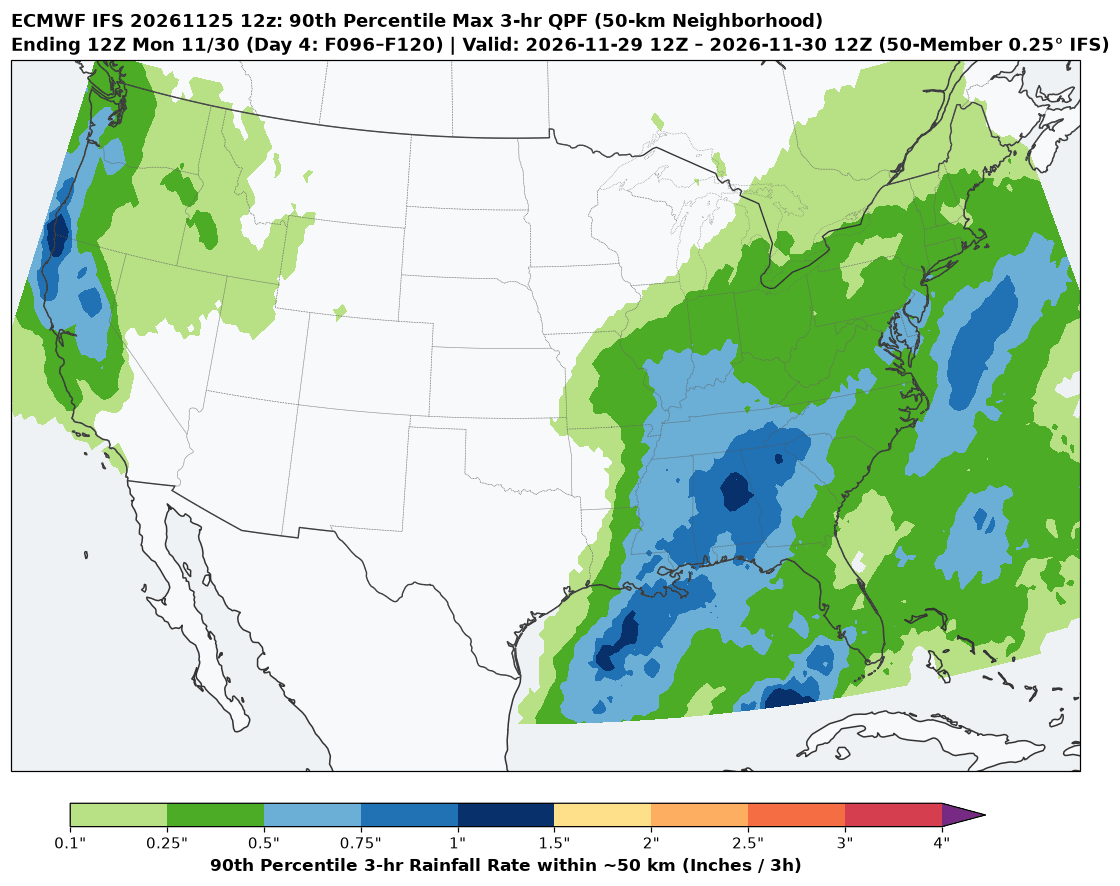 ECMWF IFS 20261125 12z: 90th Percentile Max 3-hr QPF (50-km Neighborhood)
Ending 12Z Mon 11/30 (Day 4: F096–F120) | Valid: 2026-11-29 12Z – 2026-11-30 12Z (50-Member 0.25° IFS)
0.1" 0.25" 0.5" 0.75" 1" 1.5" 2" 2.5" 3" 4"
90th Percentile 3-hr Rainfall Rate within ~50 km (Inches / 3h)